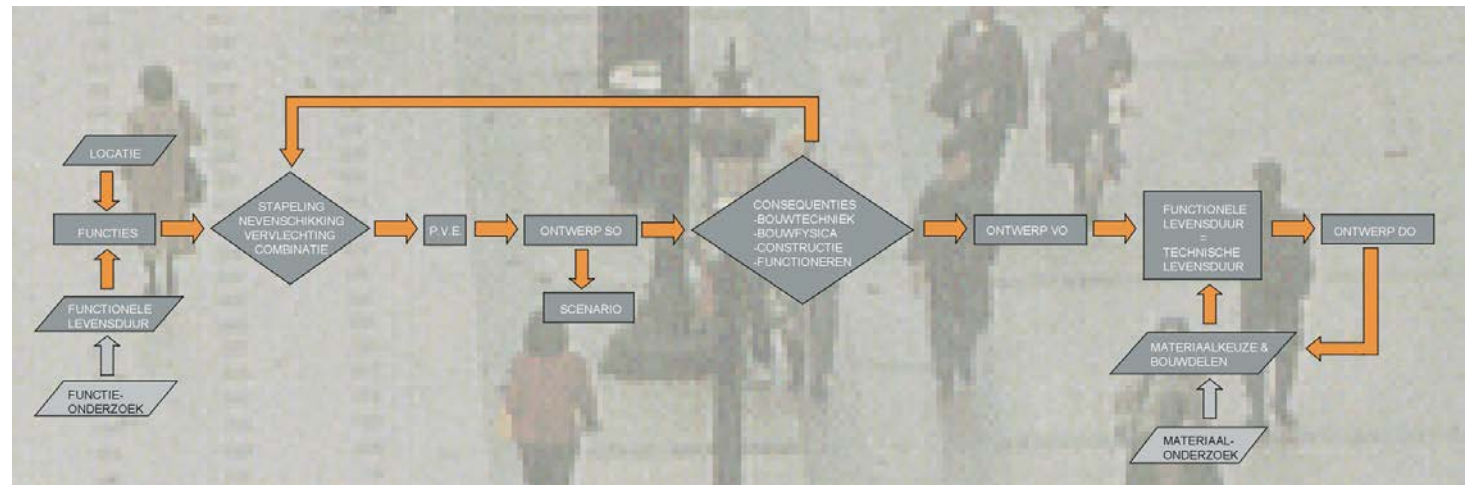 LOCATIE
FUNCTIES
FUNCTIONELE
LEVENSDUUR
FUNCTIE-
ONDERZOEK
STAPELING
NEVENSCHIKKING
VERVLECHTING
COMBINATIE
P.V.E.
ONTWERP SO
SCENARIO
CONSEQUENTIES
-BOUWTECHNIEK
-BOUWFYSICA
-CONSTRUCTIE
-FUNCTIONEREN
ONTWERP VO
FUNCTIONELE
LEVENSDUUR
=
TECHNISCHE
LEVENSDUUR
ONTWERP DO
MATERIAALKEUZE &
BOUWDELEN
MATERIAAL-
ONDERZOEK